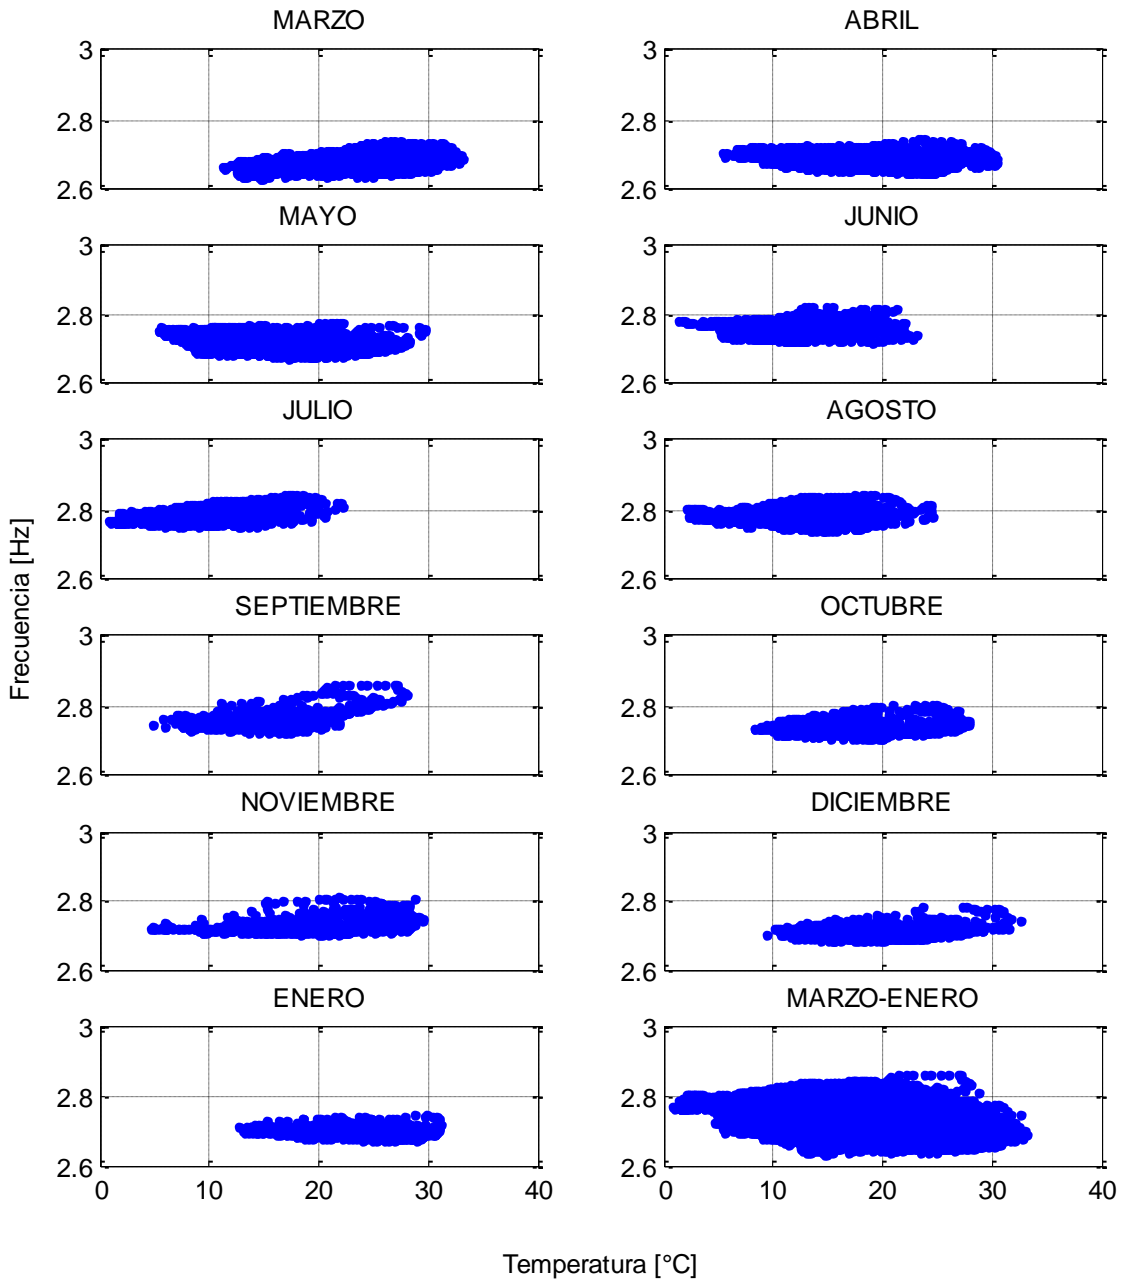 MARZO
ABRIL
3
2.8
2.6
3
2.8
2.6
MAYO
JUNIO
3
2.8
2.6
3
2.8
2.6
JULIO
AGOSTO
3
2.8
2.6
3
2.8
2.6
SEPTIEMBRE
OCTUBRE
3
2.8
2.6
3
2.8
2.6
NOVIEMBRE
DICIEMBRE
3
2.8
2.6
3
2.8
2.6
ENERO
MARZO-ENERO
3
2.8
2.6
3
2.8
2.6
0 10 20 30 40
0 10 20 30 40
Frecuencia [Hz]
Temperatura [°C]